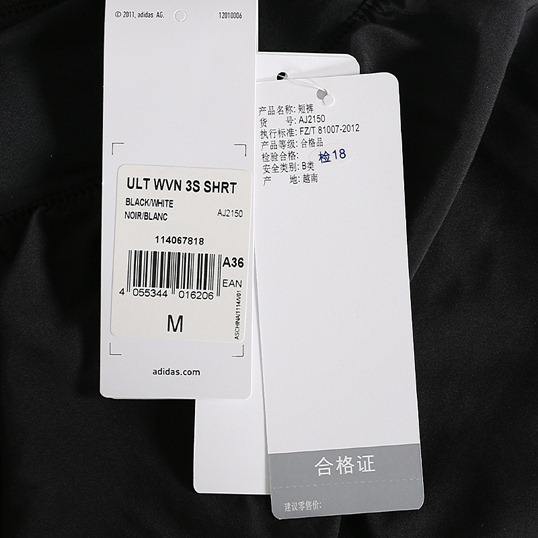 © 2011, adidas AG.
12010006
ULT WVN 3S SHRT
BLACK/WHITE
NOIR/BLANC
AJ2150
114067818
A36
EAN
4 055344 016206
ASCHINA/1114/V01
M
adidas.com
产品名称: 短裤
货 号: AJ2150
执行标准: FZ/T 81007-2012
产品等级: 合格品
检验合格: 检18
安全类别: B类
产 地: 越南
合格证
建议零售价: